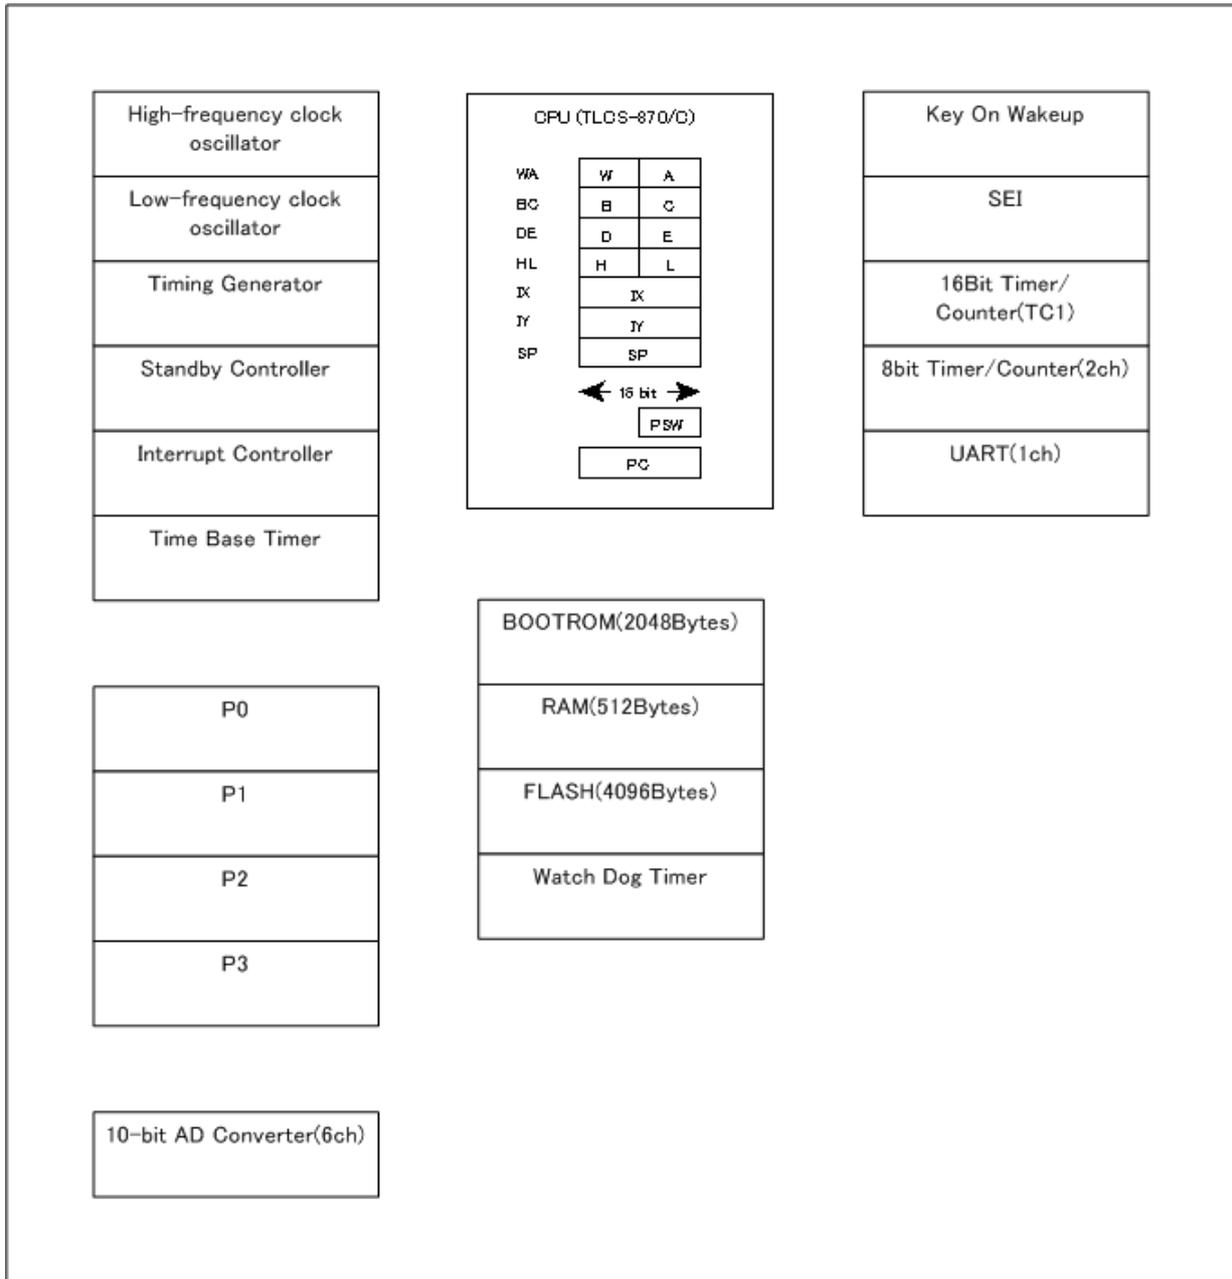 High-frequency clock
oscillator
Low-frequency clock
oscillator
Timing Generator
Standby Controller
Interrupt Controller
Time Base Timer
P0
P1
P2
P3
10-bit AD Converter(6ch)
CPU (TLCS-870/C)
WA W A
BC B C
DE D E
HL H L
IX IX
IY IY
SP SP
16 bit
PSW
PC
BOOTROM(2048Bytes)
RAM(512Bytes)
FLASH(4096Bytes)
Watch Dog Timer
Key On Wakeup
SEI
16Bit Timer/
Counter(TC1)
8bit Timer/Counter(2ch)
UART(1ch)